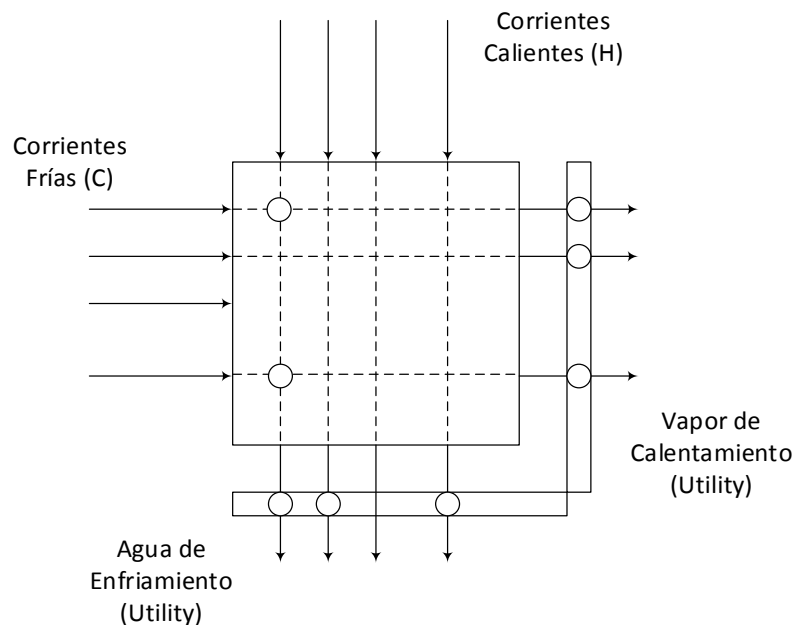 Corrientes
Calientes (H)
Corrientes
Frías (C)
Vapor de
Calentamiento
(Utility)
Agua de
Enfriamiento
(Utility)